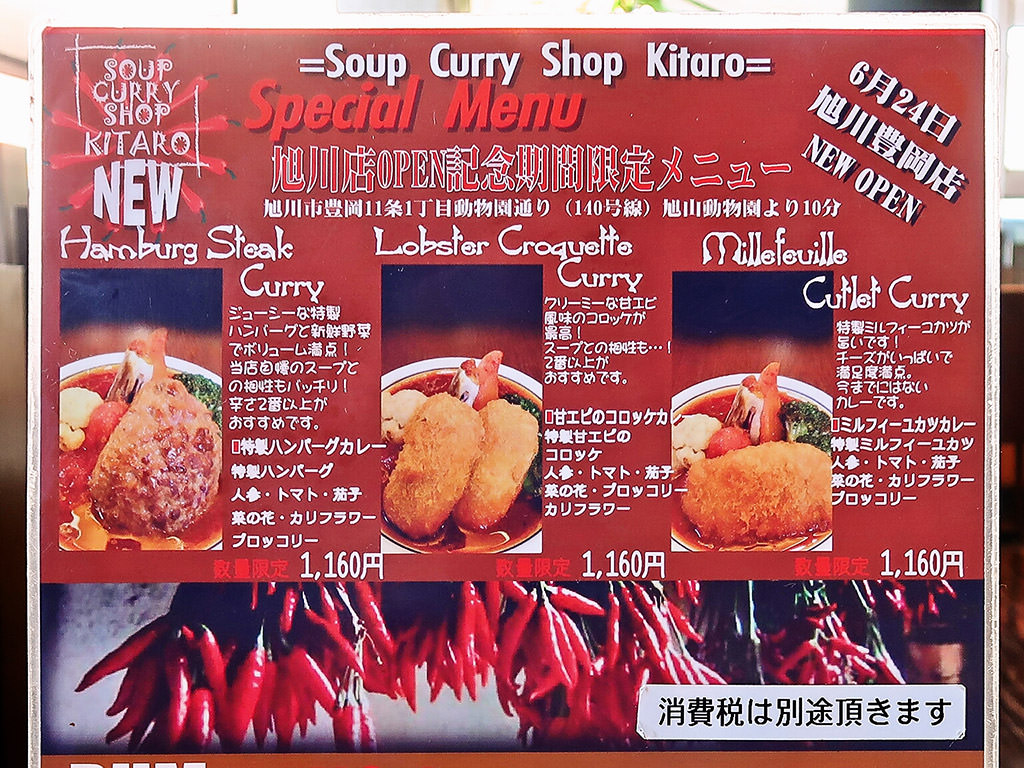 SOUP
CURRY
SHOP
KITARO
NEW
=Soup Curry Shop Kitaro=
Special Menu
6月24日
旭川豊岡店
NEW OPEN
旭川店OPEN記念期間限定メニュー
旭川市豊岡11条1丁目動物園通り（140号線）旭山動物園より10分
Hamburg Steak
Curry
ジューシーな特製
ハンバーグと新鮮野菜
でボリューム満点！
当店自慢のスープと
の相性もバッチリ！
辛さ2番以上が
おすすめです。
特製ハンバーグカレー
特製ハンバーグ
人参・トマト・茄子
菜の花・カリフラワー
ブロッコリー
数量限定 1,160円
Lobster Croquette
Curry
クリーミーな甘エビ
風味のコロッケが
最高！
スープとの相性も…！
2番以上が
おすすめです。
甘エビのコロッケカレー
特製甘エビの
コロッケ
人参・トマト・茄子
菜の花・ブロッコリー
カリフラワー
数量限定 1,160円
Millefeuille
Cutlet Curry
特製ミルフィーユカツが
旨いです！
チーズがいっぱいで
満足度満点。
今までにはない
カレーです。
ミルフィーユカツカレー
特製ミルフィーユカツ
人参・トマト・茄子
菜の花・カリフラワー
ブロッコリー
数量限定 1,160円
消費税は別途頂きます